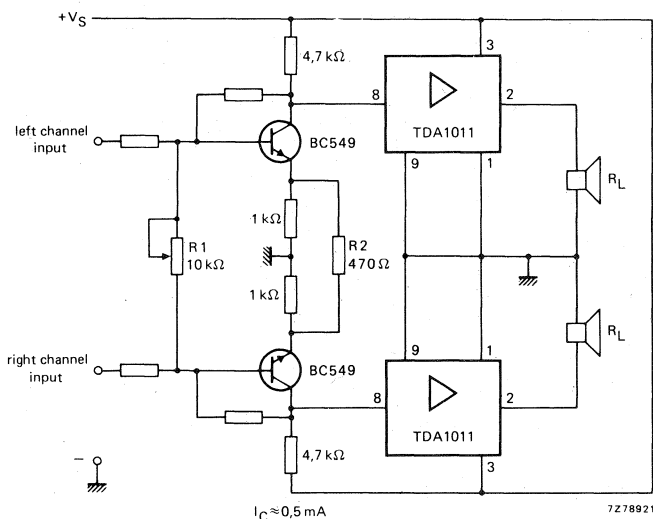 +VS
4,7 kΩ
3
8
2
TDA1011
left channel
input
BC549
9
1
RL
1 kΩ
R1
10 kΩ
R2
470 Ω
1 kΩ
RL
right channel
input
BC549
9
1
8
2
TDA1011
4,7 kΩ
3
−
IC≈0,5 mA
7Z78921